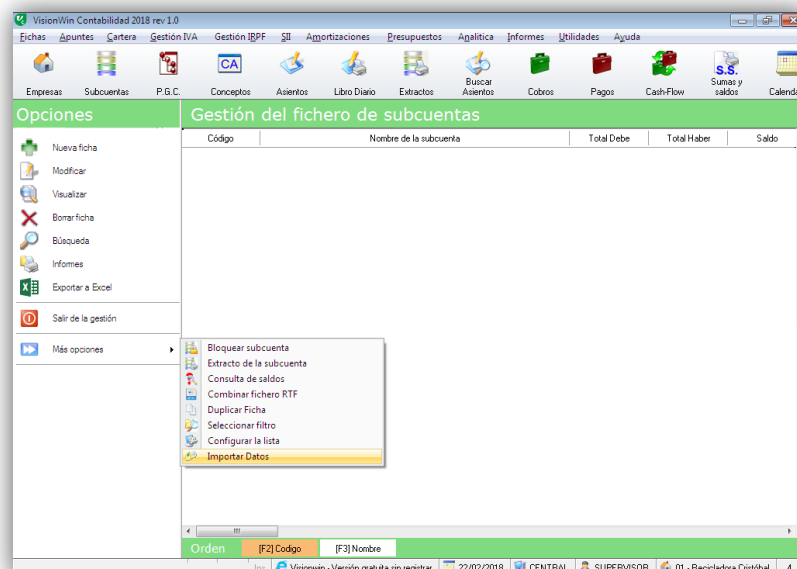 VisionWin Contabilidad 2018 rev 1.0
Fichas Apuntes Cartera Gestión IVA Gestión IRPF SII Amortizaciones Presupuestos Analitica Informes Utilidades Ayuda
CA
S.S.
Empresas Subcuentas P.G.C. Conceptos Asientos Libro Diario Extractos Buscar Asientos Cobros Pagos Cash-Flow Sumas y saldos Calenda
Opciones
Gestión del fichero de subcuentas
Código Nombre de la subcuenta Total Debe Total Haber Saldo
Nueva ficha
Modificar
Visualizar
Borrar ficha
Búsqueda
Informes
Exportar a Excel
Salir de la gestión
Más opciones
Bloquear subcuenta
Extracto de la subcuenta
Consulta de saldos
Combinar fichero RTF
Duplicar Ficha
Seleccionar filtro
Configurar la lista
Importar Datos
Orden [F2] Codigo [F3] Nombre
Ins Visionwin - Versión gratuita sin registrar 22/02/2018 CENTRAL SUPERVISOR 01 - Recicladora Cristóbal 4